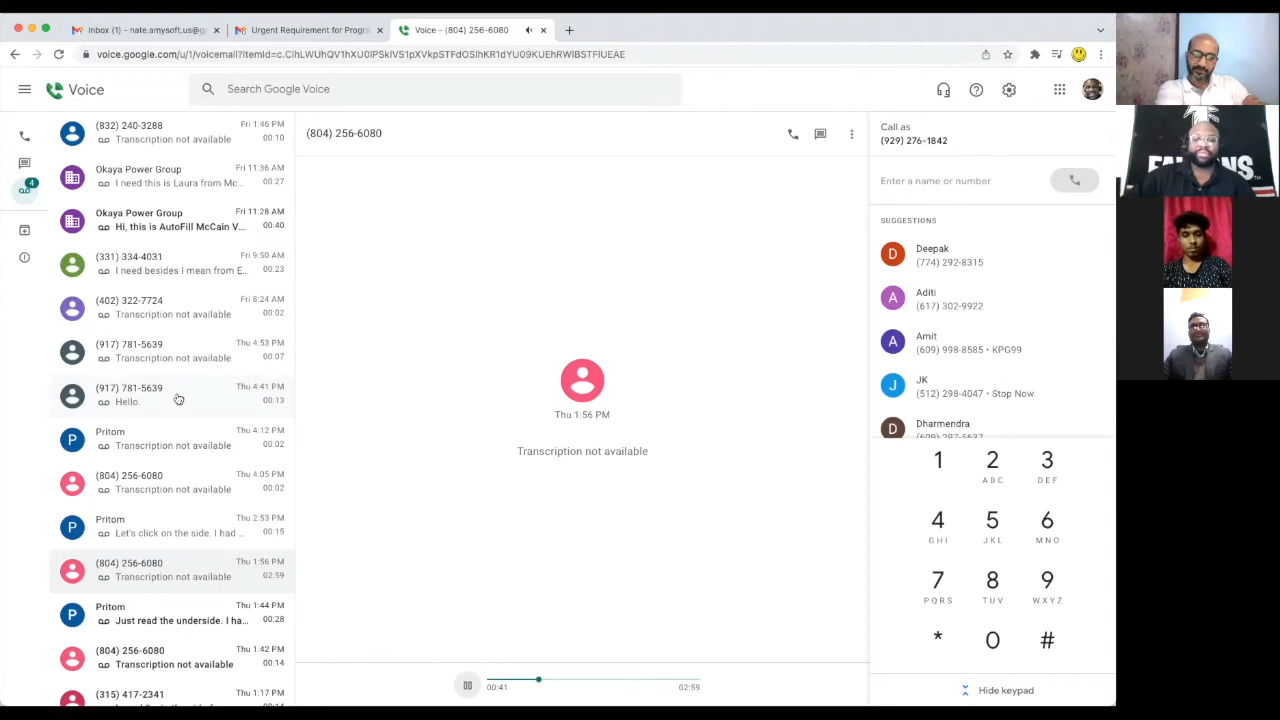 Inbox (1) - nate.amysoft.us@g
Urgent Requirement for Progra
Voice - (804) 256-6080
voice.google.com/u/1/voicemail?itemId=
Voice
Search Google Voice
4
(832) 240-3288
Fri 1:46 PM
Transcription not available
00:10
Okaya Power Group
Fri 11:36 AM
I need this is Laura from Mc...
00:27
Okaya Power Group
Fri 11:28 AM
Hi, this is AutoFill McCain V...
00:40
(331) 334-4031
Fri 9:50 AM
I need besides I mean from E...
00:23
(402) 322-7724
Fri 8:24 AM
Transcription not available
00:02
(917) 781-5639
Thu 4:53 PM
Transcription not available
00:07
(917) 781-5639
Thu 4:41 PM
Hello.
00:13
P
Pritom
Thu 4:12 PM
Transcription not available
00:02
(804) 256-6080
Thu 4:05 PM
Transcription not available
00:02
P
Pritom
Thu 2:53 PM
Let's click on the side. I had ..
00:15
(804) 256-6080
Thu 1:56 PM
Transcription not available
02:59
P
Pritom
Thu 1:44 PM
Just read the underside. I ha...
00:28
(804) 256-6080
Thu 1:42 PM
Transcription not available
00:14
(315) 417-2341
Thu 1:17 PM
(804) 256-6080
Thu 1:56 PM
Transcription not available
00:41
02:59
Call as
(929) 276-1842
Enter a name or number
SUGGESTIONS
D
Deepak
(774) 292-8315
A
Aditi
(617) 302-9922
A
Amit
(609) 998-8585 • KPG99
J
JK
(512) 298-4047 • Stop Now
D
Dharmendra
1
2
ABC
3
DEF
4
GHI
5
JKL
6
MNO
7
PQRS
8
TUV
9
WXYZ
*
0
#
Hide keypad